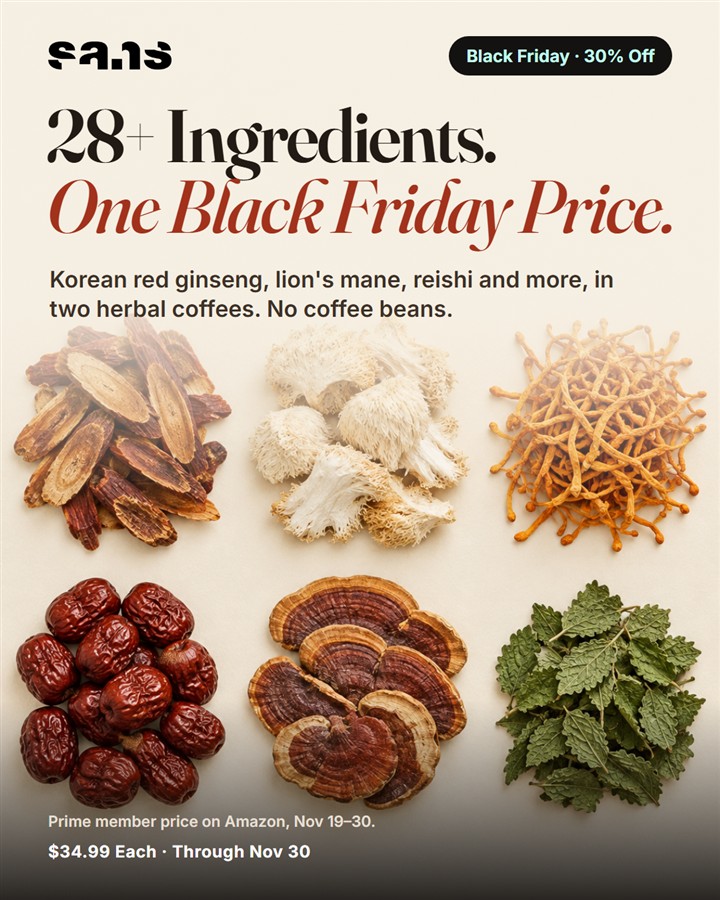 sans
Black Friday · 30% Off
28+ Ingredients.
One Black Friday Price.
Korean red ginseng, lion's mane, reishi and more, in
two herbal coffees. No coffee beans.
Prime member price on Amazon, Nov 19–30.
$34.99 Each · Through Nov 30